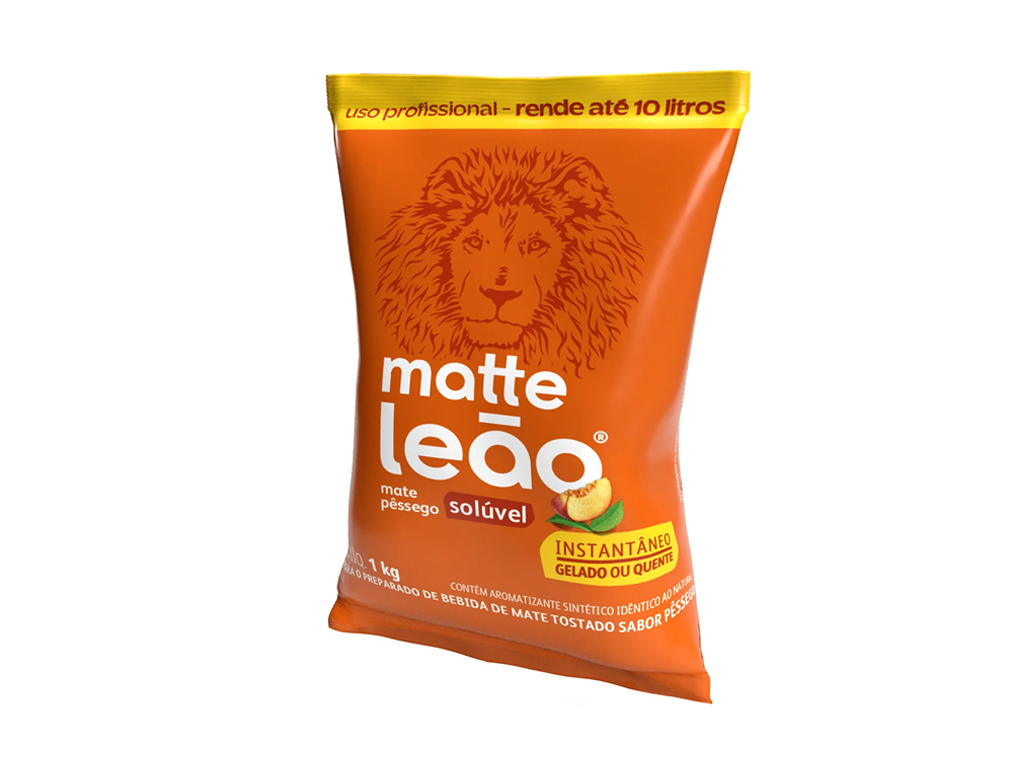 uso profissional - rende até 10 litros
matte
leão®
mate
pêssego
solúvel
INSTANTÂNEO
GELADO OU QUENTE
1 kg
CONTÉM AROMATIZANTE SINTÉTICO IDÊNTICO AO NATURAL
O PREPARADO DE BEBIDA DE MATE TOSTADO SABOR PÊSSEGO